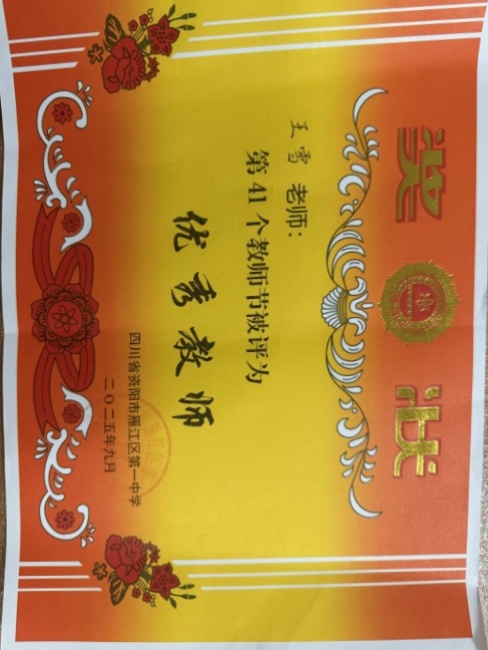 奖状
王雪 老师：
第41个教师节被评为
优秀教师
四川省资阳市雁江区第一中学
二〇二五年九月